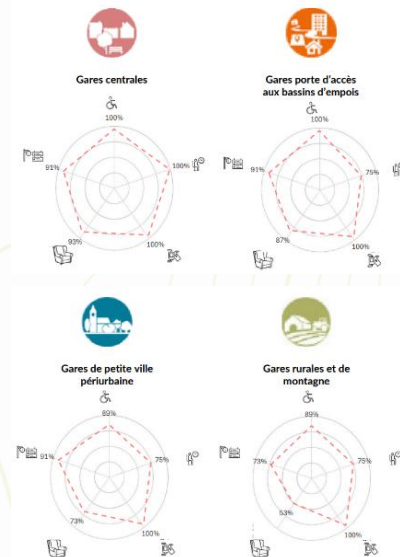 Gares centrales
100%
91%
100%
93%
100%
Gares porte d'accès
aux bassins d'empois
100%
91%
75%
87%
100%
Gares de petite ville
périurbaine
89%
91%
75%
73%
100%
Gares rurales et de
montagne
89%
73%
75%
53%
100%